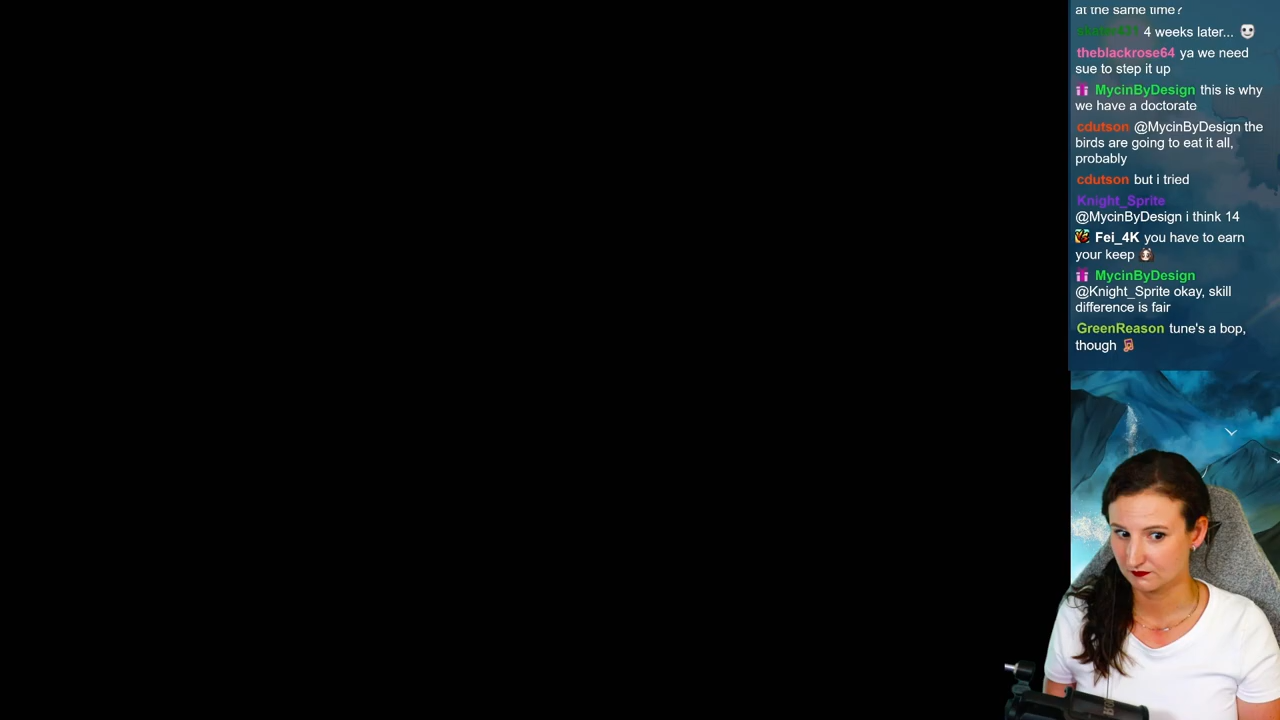 at the same time?
4 weeks later...
theblackrose64 ya we need
sue to step it up
MycinByDesign this is why
we have a doctorate
cdutson @MycinByDesign the
birds are going to eat it all,
probably
cdutson but i tried
Knight_Sprite
@MycinByDesign i think 14
Fei_4K you have to earn
your keep
MycinByDesign
@Knight_Sprite okay, skill
difference is fair
GreenReason tune's a bop,
though